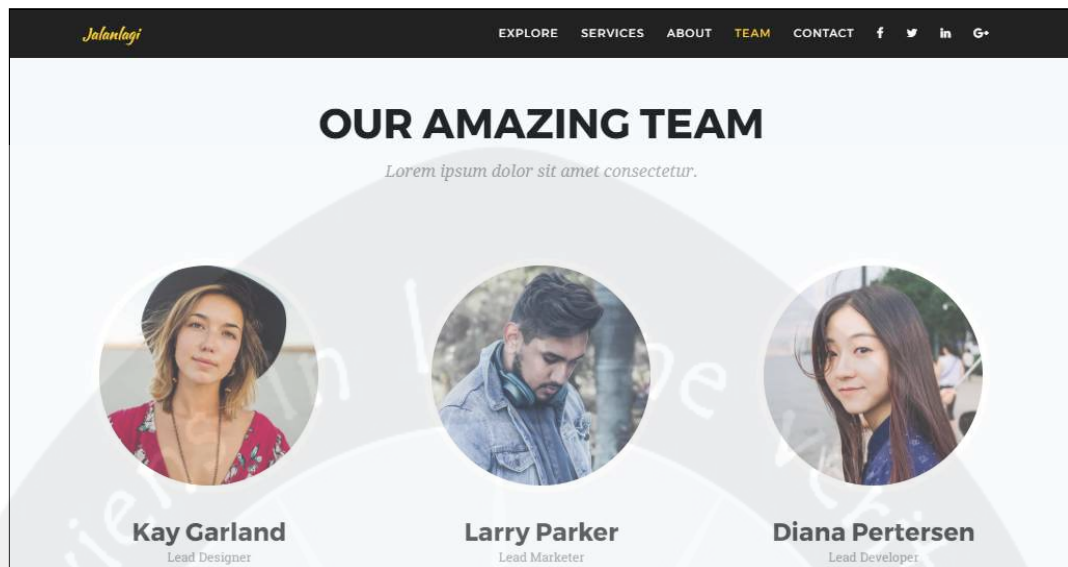 Jalanlagi
EXPLORE SERVICES ABOUT TEAM CONTACT f in G+
OUR AMAZING TEAM
Lorem ipsum dolor sit amet consectetur.
Kay Garland
Lead Designer
Larry Parker
Lead Marketer
Diana Pertersen
Lead Developer